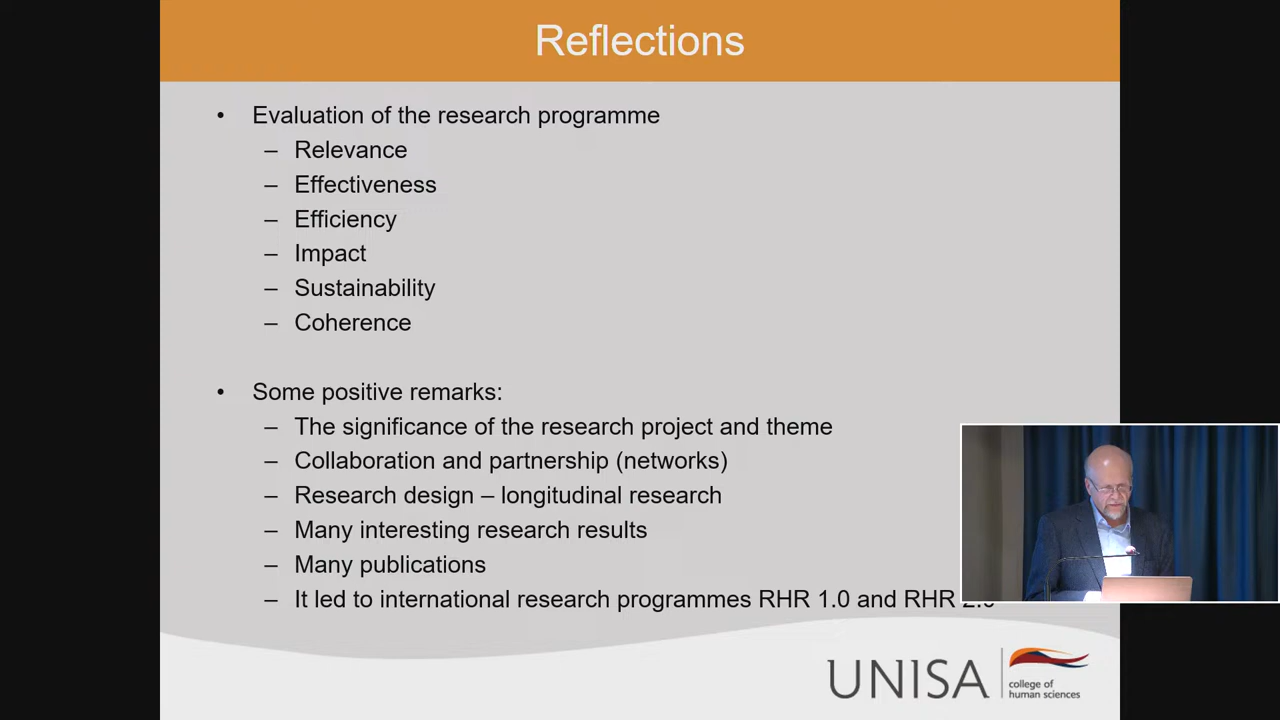 Reflections
• Evaluation of the research programme
– Relevance
– Effectiveness
– Efficiency
– Impact
– Sustainability
– Coherence
• Some positive remarks:
– The significance of the research project and theme
– Collaboration and partnership (networks)
– Research design – longitudinal research
– Many interesting research results
– Many publications
– It led to international research programmes RHR 1.0 and RHR 2.0
UNISA
college of
human sciences